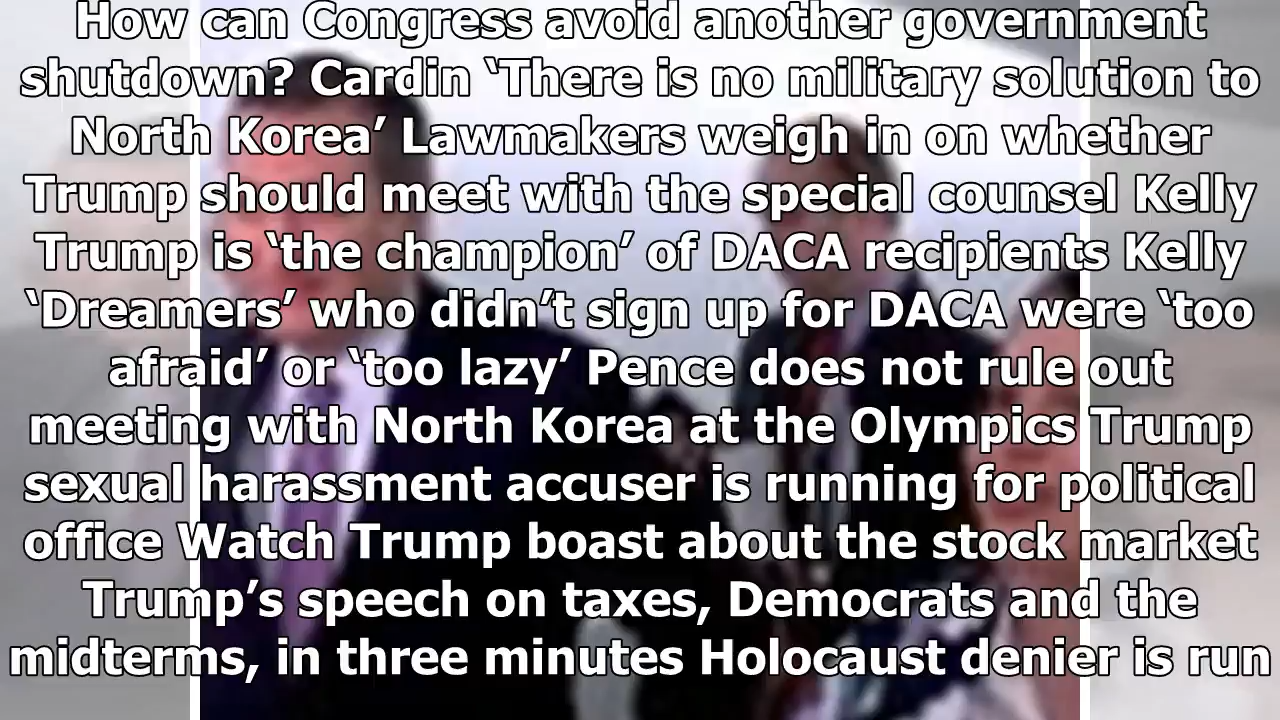 How can Congress avoid another government
shutdown? Cardin ‘There is no military solution to
North Korea’ Lawmakers weigh in on whether
Trump should meet with the special counsel Kelly
Trump is ‘the champion’ of DACA recipients Kelly
‘Dreamers’ who didn’t sign up for DACA were ‘too
afraid’ or ‘too lazy’ Pence does not rule out
meeting with North Korea at the Olympics Trump
sexual harassment accuser is running for political
office Watch Trump boast about the stock market
Trump’s speech on taxes, Democrats and the
midterms, in three minutes Holocaust denier is run